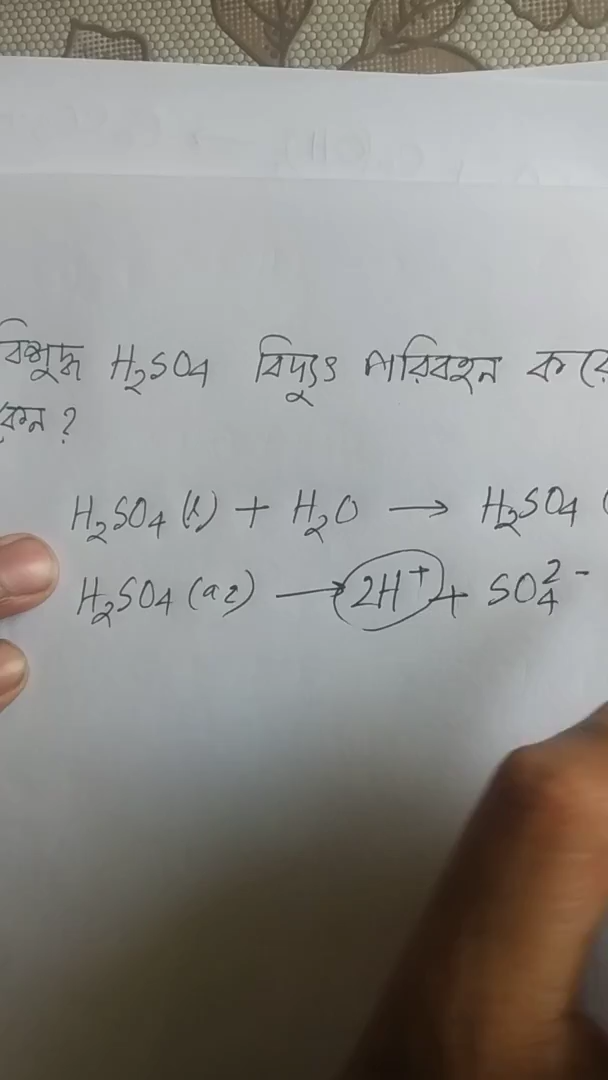 বিশুদ্ধ H₂SO₄ বিদ্যুৎ পরিবহন করে
কেন ?
H₂SO₄ (l) + H₂O → H₂SO₄ (
H₂SO₄ (aq) → 2H⁺ + SO₄²⁻